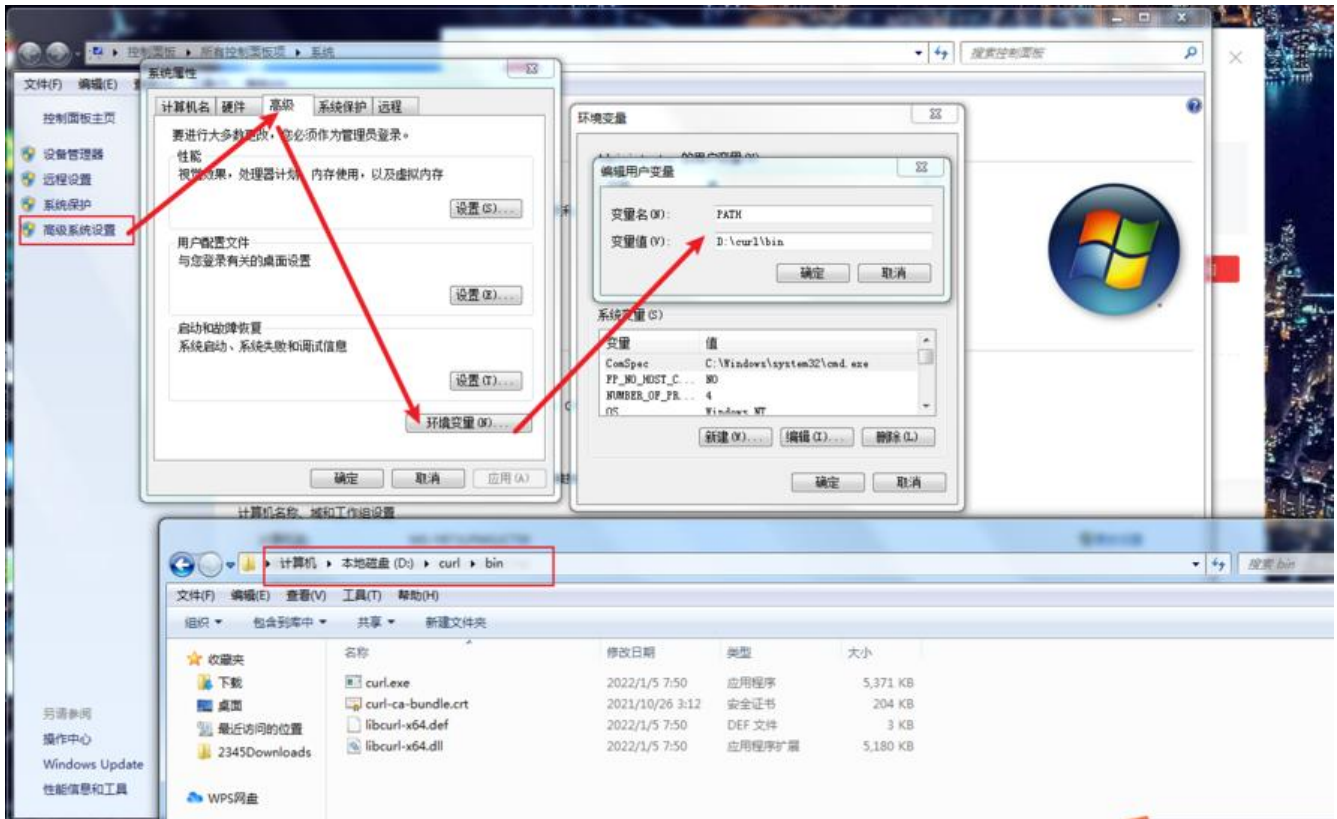 控制面板 ▸ 所有控制面板项 ▸ 系统
搜索控制面板
文件(F) 编辑(E)
控制面板主页
设备管理器
远程设置
系统保护
高级系统设置
另请参阅
操作中心
Windows Update
性能信息和工具
系统属性
计算机名 硬件 高级 系统保护 远程
要进行大多数更改，您必须作为管理员登录。
性能
视觉效果，处理器计划，内存使用，以及虚拟内存
设置(S)...
用户配置文件
与您登录有关的桌面设置
设置(E)...
启动和故障恢复
系统启动、系统失败和调试信息
设置(T)...
环境变量(N)...
确定 取消 应用(A)
环境变量
编辑用户变量
变量名(N): PATH
变量值(V): D:\curl\bin
确定 取消
系统变量(S)
变量 值
ComSpec C:\Windows\system32\cmd.exe
FP_NO_HOST_C... NO
NUMBER_OF_PR... 4
OS Windows_NT
新建(W)... 编辑(I)... 删除(L)
确定 取消
计算机名称、域和工作组设置
计算机 ▸ 本地磁盘 (D:) ▸ curl ▸ bin
搜索 bin
文件(F) 编辑(E) 查看(V) 工具(T) 帮助(H)
组织 包含到库中 共享 新建文件夹
收藏夹
下载
桌面
最近访问的位置
2345Downloads
WPS网盘
名称 修改日期 类型 大小
curl.exe 2022/1/5 7:50 应用程序 5,371 KB
curl-ca-bundle.crt 2021/10/26 3:12 安全证书 204 KB
libcurl-x64.def 2022/1/5 7:50 DEF 文件 3 KB
libcurl-x64.dll 2022/1/5 7:50 应用程序扩展 5,180 KB